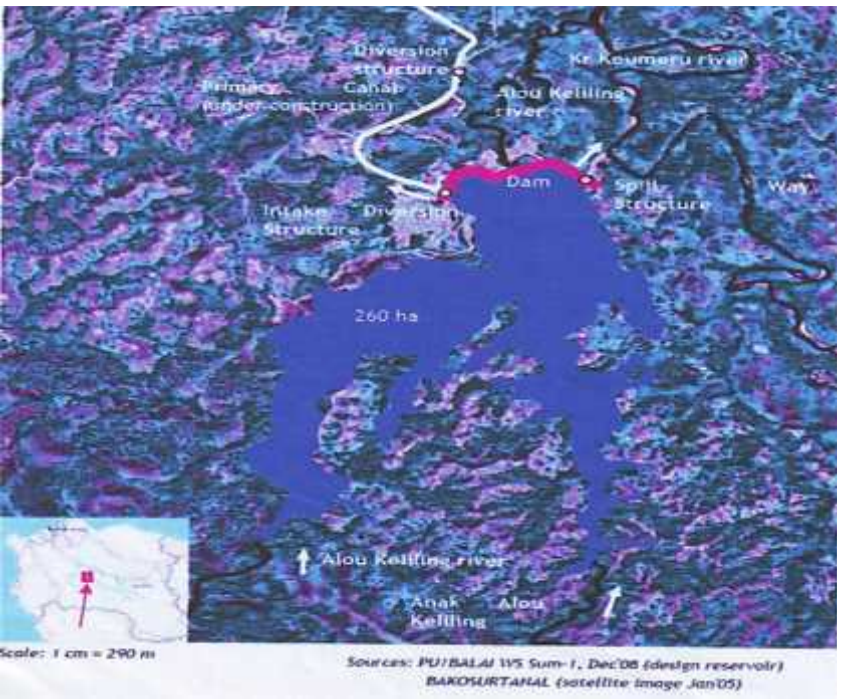 Diversion
structure
Kr Keumeru river
Primary Canal
(under construction)
Alou Keliling
river
Dam
Spill Way
Structure
Intake Diversion
Structure
260 ha
Alou Keliling river
Anak Alou
Keliling
Scale: 1 cm = 290 m
Sources: PU/BALAI WS Sum-1, Dec'08 (design reservoir)
BAKOSURTANAL (satellite image Jan'05)